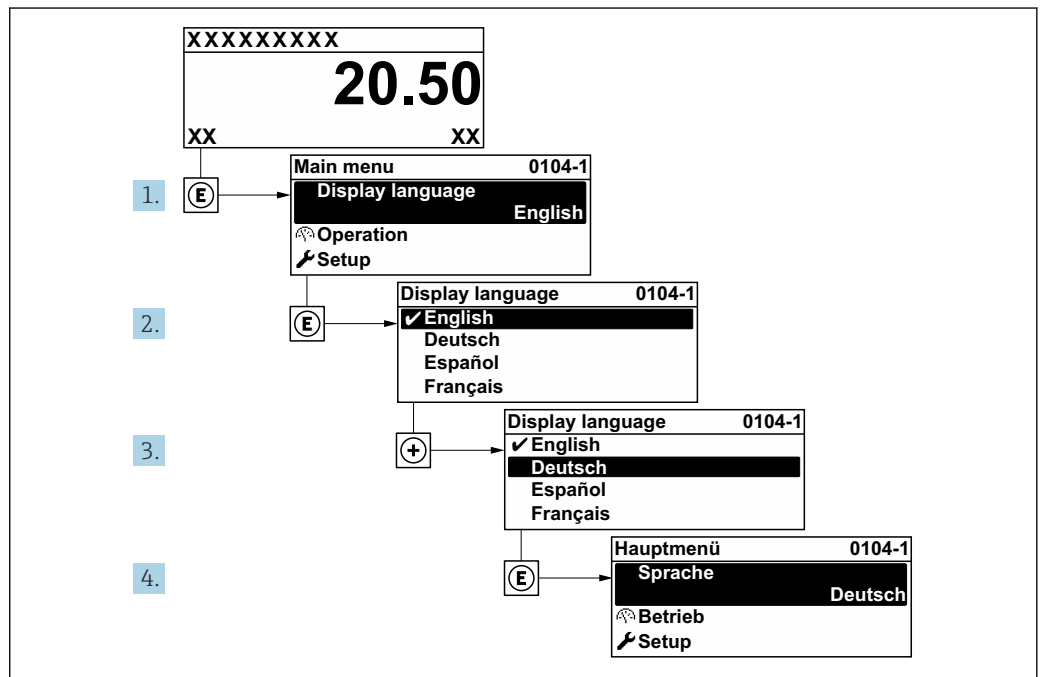 XXXXXXXXX
20.50
XX XX
1. E
Main menu 0104-1
Display language
English
Operation
Setup
2. E
Display language 0104-1
✔English
Deutsch
Español
Français
3. +
Display language 0104-1
✔English
Deutsch
Español
Français
4. E
Hauptmenü 0104-1
Sprache
Deutsch
Betrieb
Setup